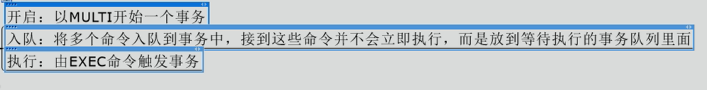 开启：以MULTI开始一个事务
入队：将多个命令入队到事务中，接到这些命令并不会立即执行，而是放到等待执行的事务队列里面
执行：由EXEC命令触发事务